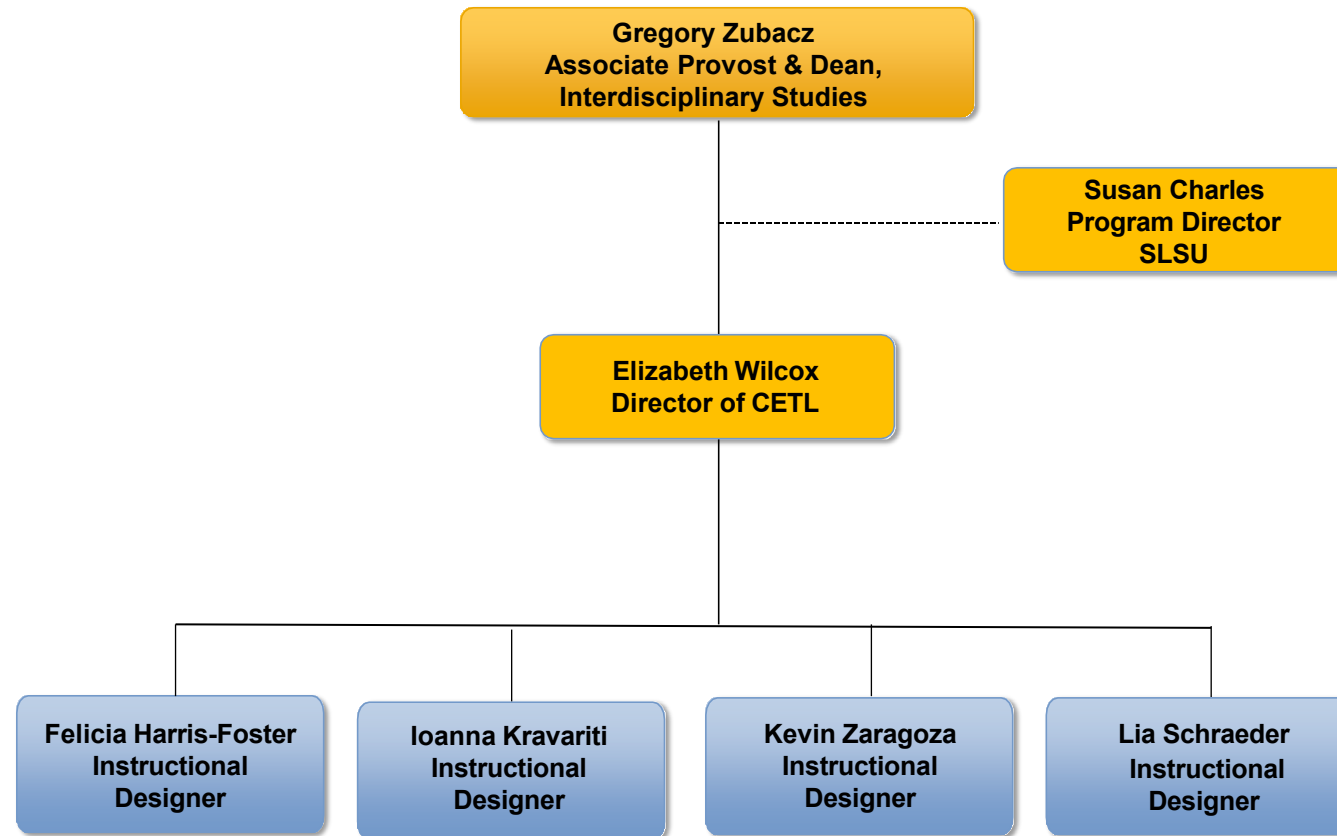 Gregory Zubacz
Associate Provost & Dean,
Interdisciplinary Studies
Susan Charles
Program Director
SLSU
Elizabeth Wilcox
Director of CETL
Felicia Harris-Foster
Instructional
Designer
Ioanna Kravariti
Instructional
Designer
Kevin Zaragoza
Instructional
Designer
Lia Schraeder
Instructional
Designer